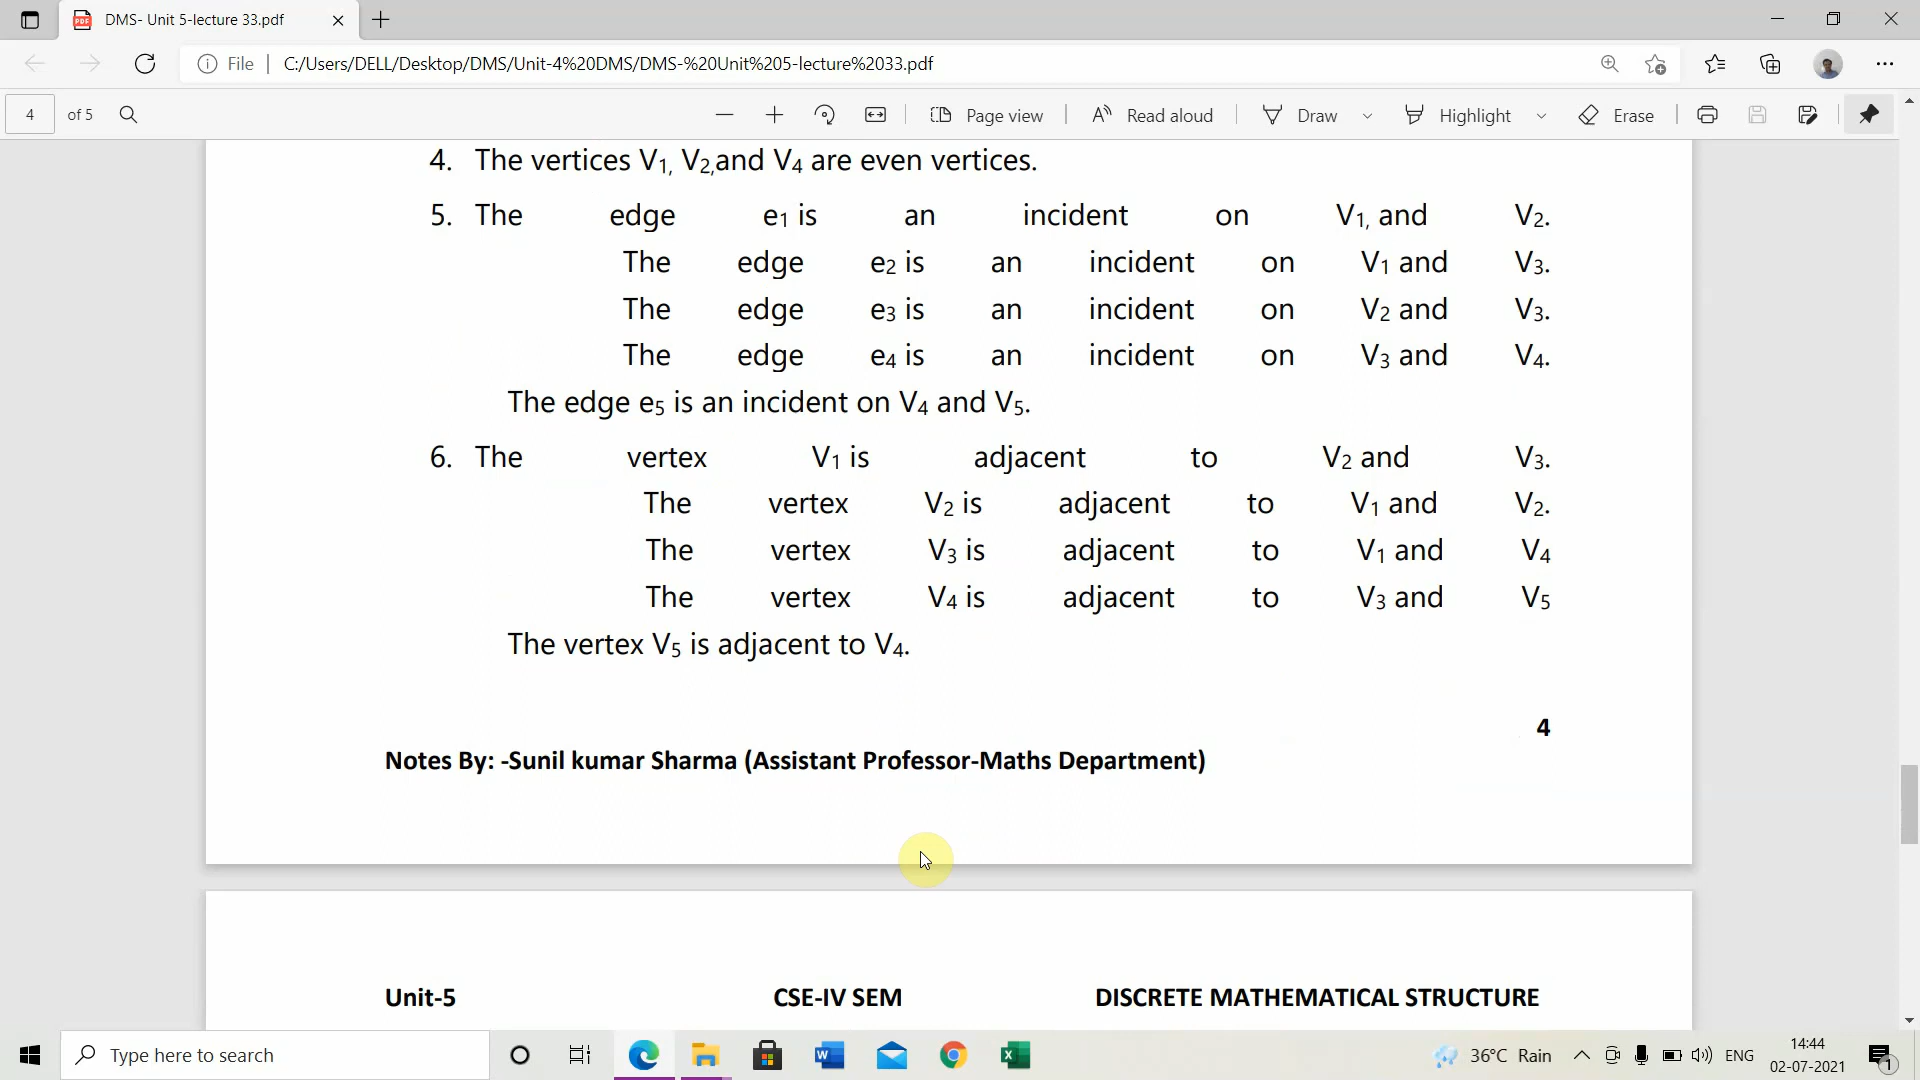 DMS- Unit 5-lecture 33.pdf
File C:/Users/DELL/Desktop/DMS/Unit-4%20DMS/DMS-%20Unit%205-lecture%2033.pdf
4 of 5 Page view Read aloud Draw Highlight Erase
4. The vertices V1, V2,and V4 are even vertices.
5. The edge e1 is an incident on V1, and V2.
The edge e2 is an incident on V1 and V3.
The edge e3 is an incident on V2 and V3.
The edge e4 is an incident on V3 and V4.
The edge e5 is an incident on V4 and V5.
6. The vertex V1 is adjacent to V2 and V3.
The vertex V2 is adjacent to V1 and V2.
The vertex V3 is adjacent to V1 and V4
The vertex V4 is adjacent to V3 and V5
The vertex V5 is adjacent to V4.
4
Notes By: -Sunil kumar Sharma (Assistant Professor-Maths Department)
Unit-5 CSE-IV SEM DISCRETE MATHEMATICAL STRUCTURE
Type here to search 36°C Rain ENG 14:44
02-07-2021 1